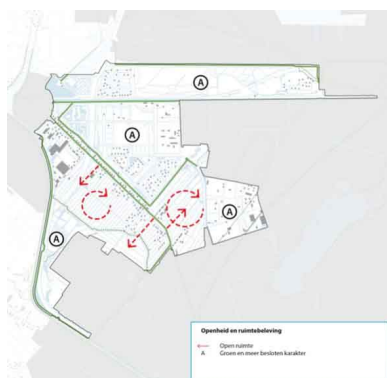 A
A
A
A
Openheid en ruimtebeleving
Open ruimte
A Groen en meer besloten karakter